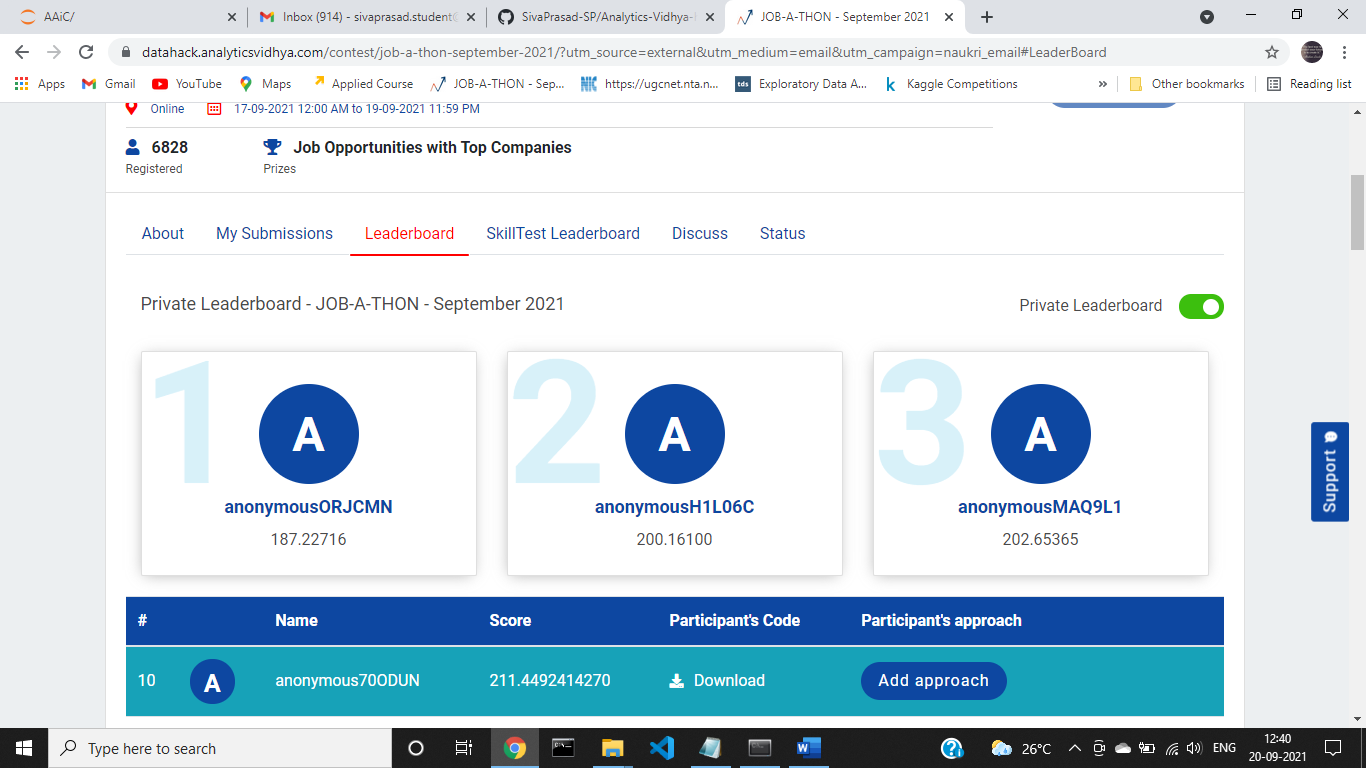 AAiC/
Inbox (914) - sivaprasad.student
SivaPrasad-SP/Analytics-Vidhya-
JOB-A-THON - September 2021
datahack.analyticsvidhya.com/contest/job-a-thon-september-2021/?utm_source=external&utm_medium=email&utm_campaign=naukri_email#LeaderBoard
Apps Gmail YouTube Maps Applied Course JOB-A-THON - Sep... https://ugcnet.nta.n... tds Exploratory Data A... k Kaggle Competitions » Other bookmarks Reading list
Online 17-09-2021 12:00 AM to 19-09-2021 11:59 PM
6828 Job Opportunities with Top Companies
Registered Prizes
About My Submissions Leaderboard SkillTest Leaderboard Discuss Status
Private Leaderboard - JOB-A-THON - September 2021 Private Leaderboard
1
A
anonymousORJCMN
187.22716
2
A
anonymousH1L06C
200.16100
3
A
anonymousMAQ9L1
202.65365
Support
# Name Score Participant's Code Participant's approach
10 A anonymous70ODUN 211.4492414270 Download Add approach
Type here to search
26°C ENG 12:40
20-09-2021